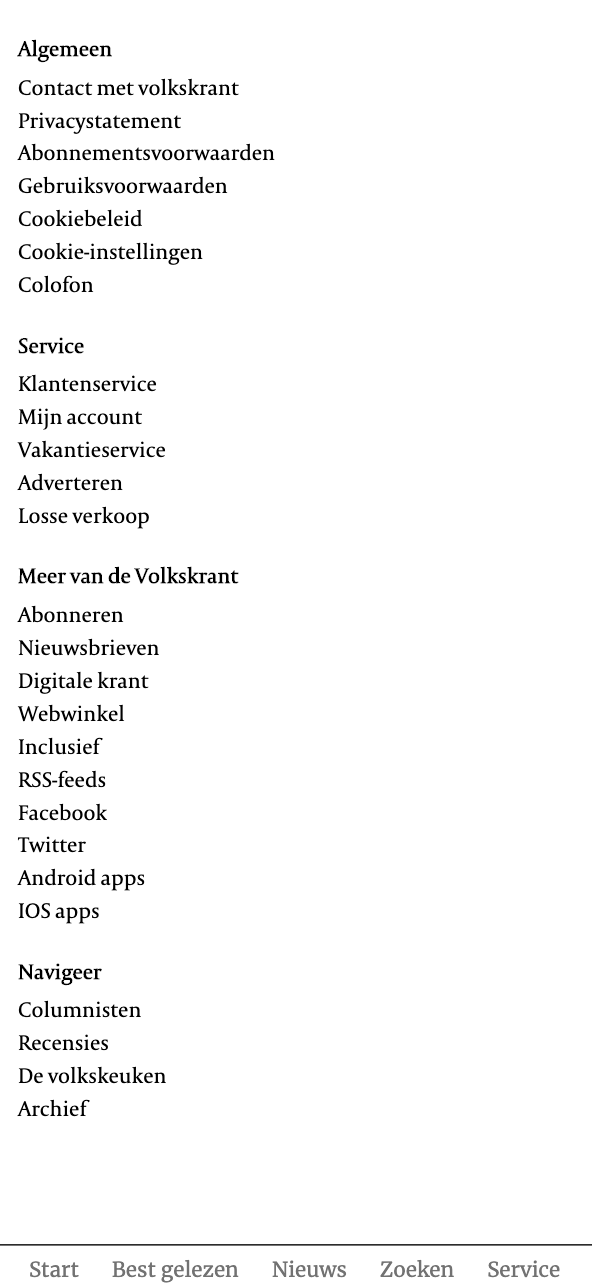 Algemeen
Contact met volkskrant
Privacystatement
Abonnementsvoorwaarden
Gebruiksvoorwaarden
Cookiebeleid
Cookie-instellingen
Colofon
Service
Klantenservice
Mijn account
Vakantieservice
Adverteren
Losse verkoop
Meer van de Volkskrant
Abonneren
Nieuwsbrieven
Digitale krant
Webwinkel
Inclusief
RSS-feeds
Facebook
Twitter
Android apps
IOS apps
Navigeer
Columnisten
Recensies
De volkskeuken
Archief
Start Best gelezen Nieuws Zoeken Service